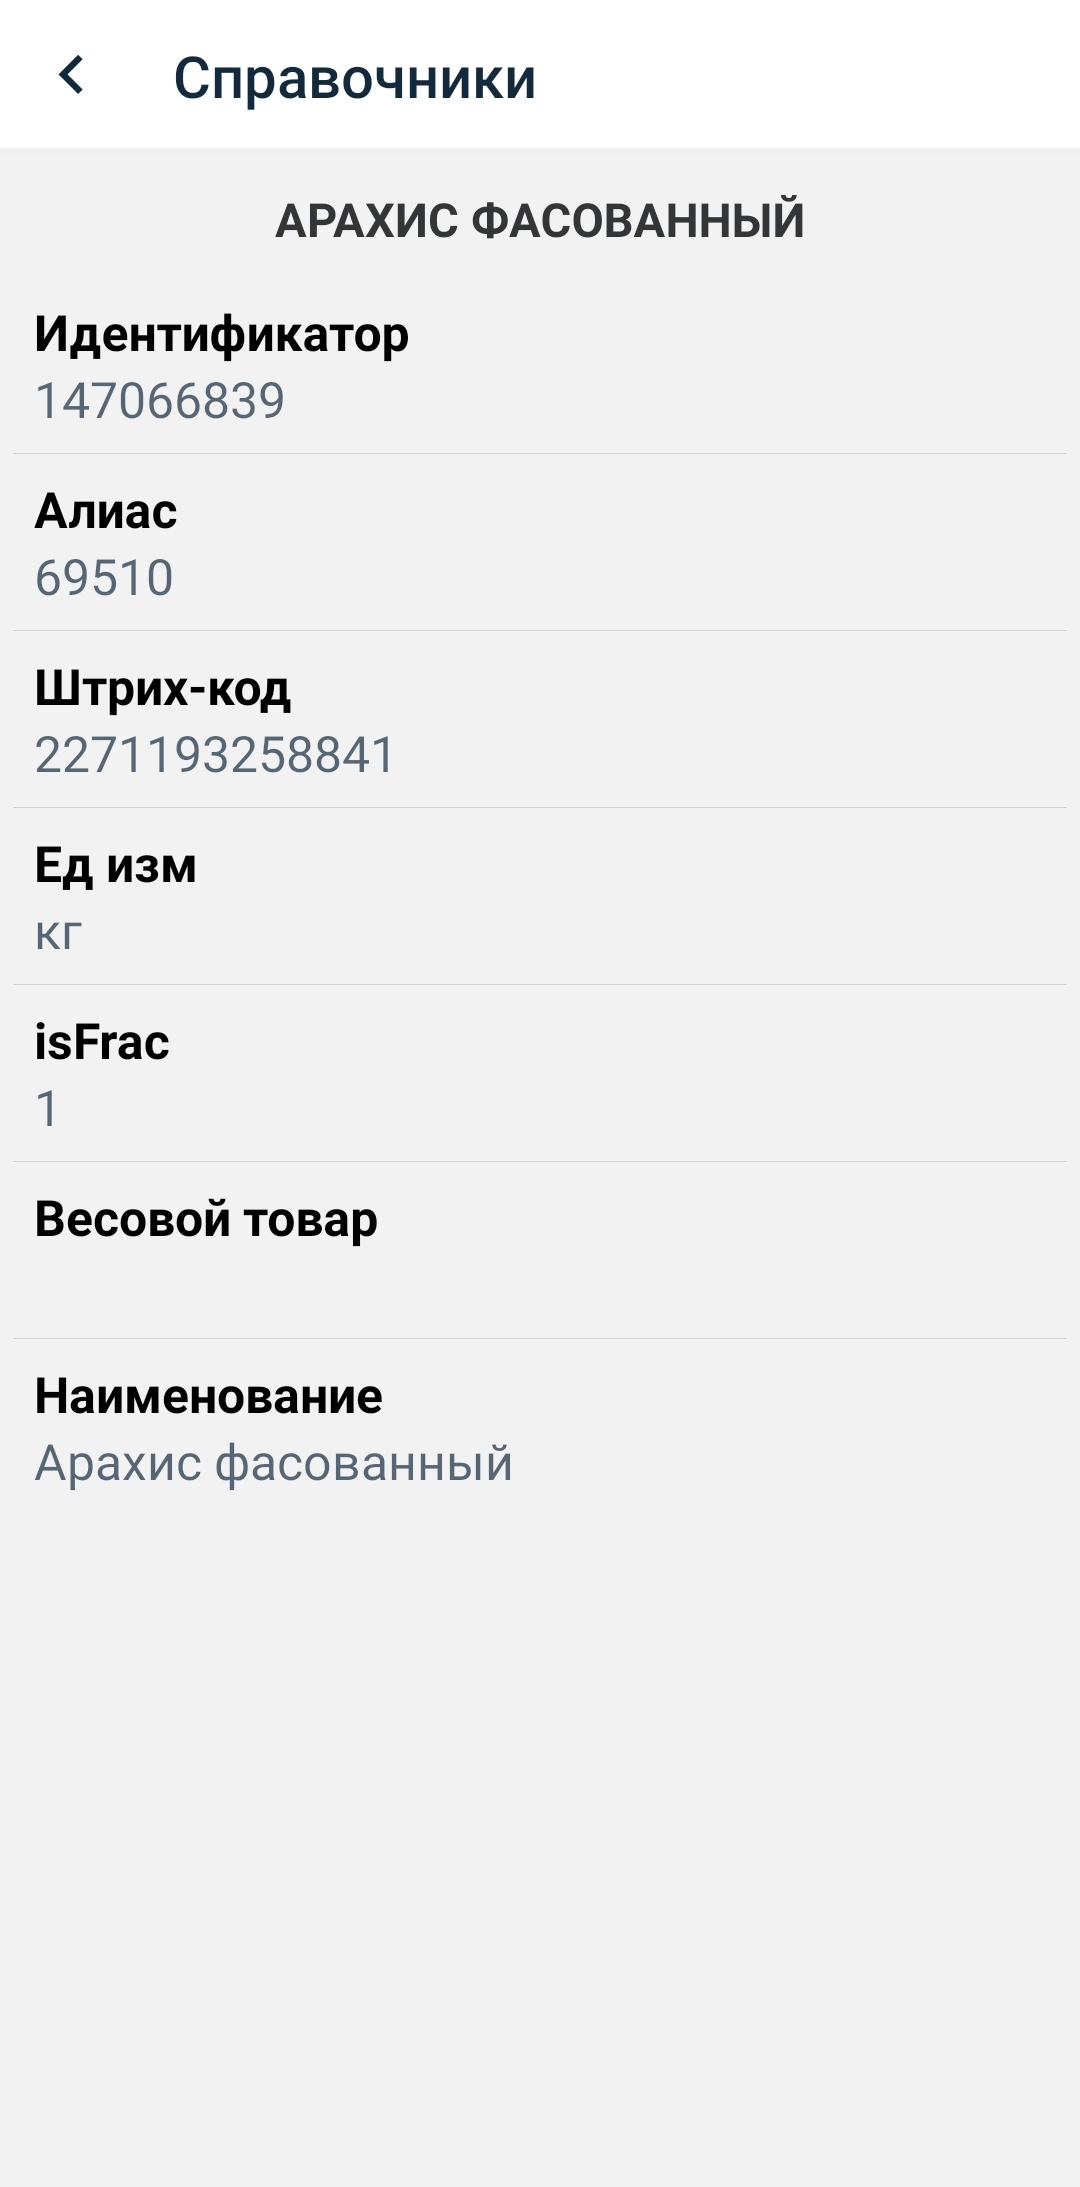 Справочники
АРАХИС ФАСОВАННЫЙ
Идентификатор
147066839
Алиас
69510
Штрих-код
2271193258841
Ед изм
кг
isFrac
1
Весовой товар
Наименование
Арахис фасованный